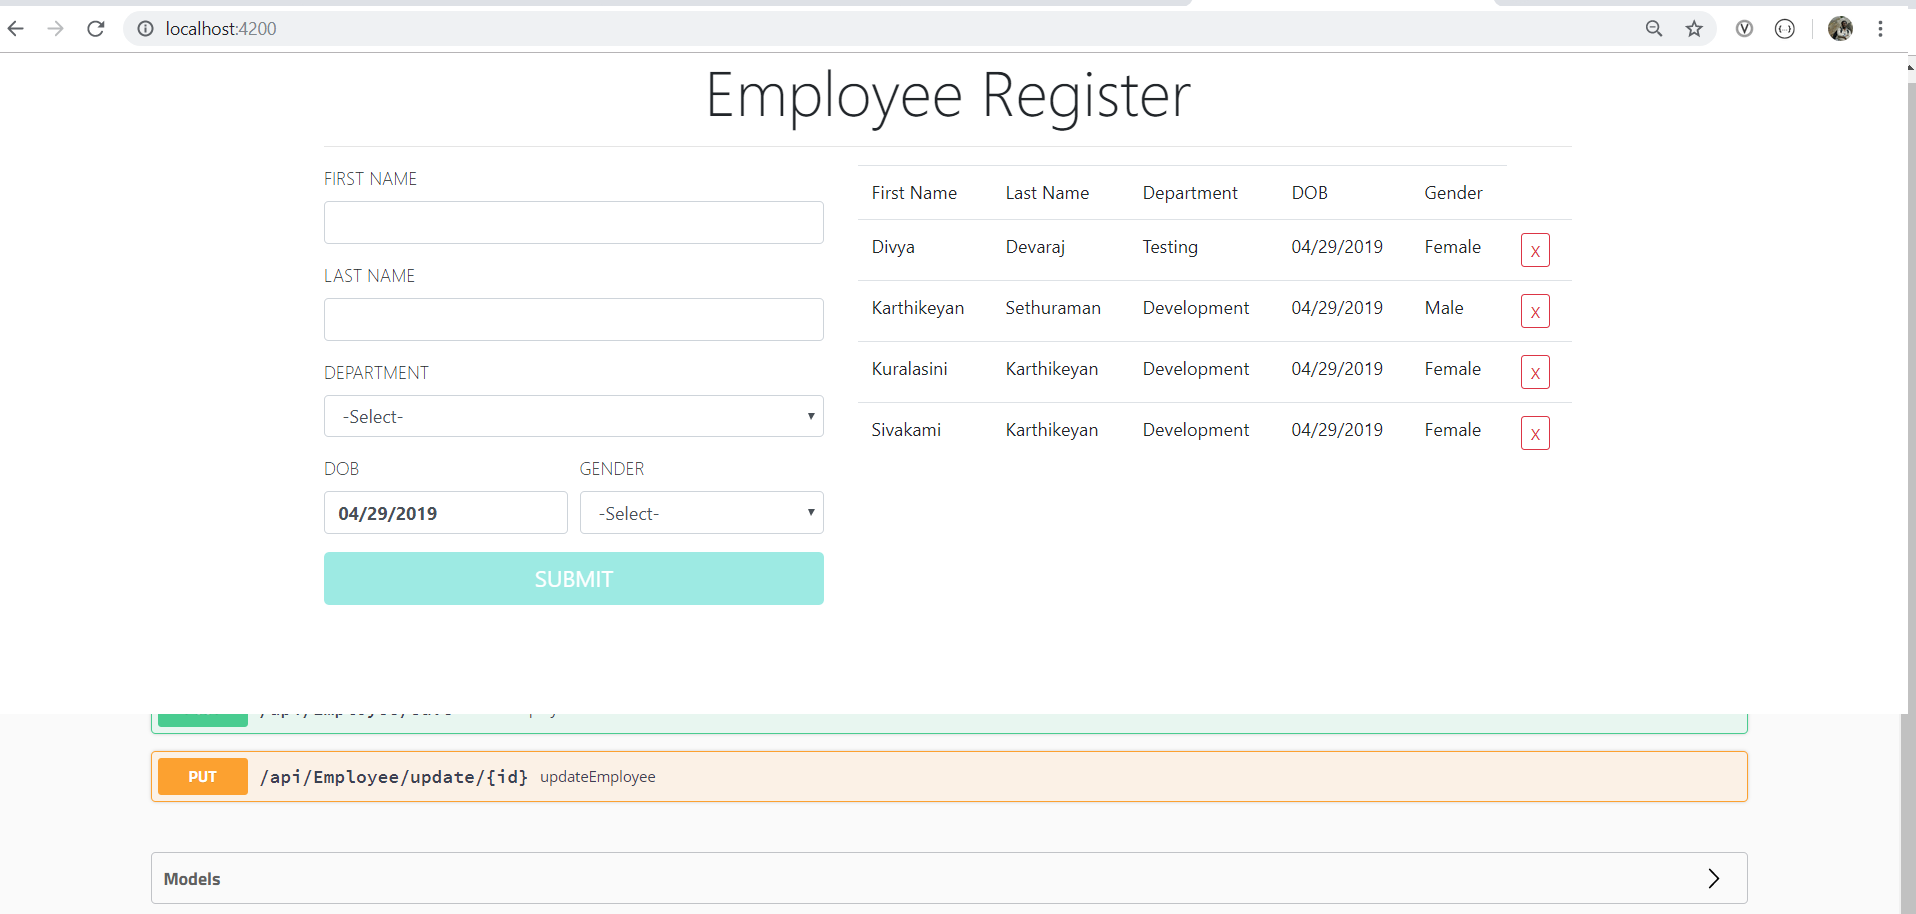 localhost:4200
Employee Register
FIRST NAME
LAST NAME
DEPARTMENT
-Select-
DOB GENDER
04/29/2019 -Select-
SUBMIT
First Name Last Name Department DOB Gender
Divya Devaraj Testing 04/29/2019 Female X
Karthikeyan Sethuraman Development 04/29/2019 Male X
Kuralasini Karthikeyan Development 04/29/2019 Female X
Sivakami Karthikeyan Development 04/29/2019 Female X
PUT /api/Employee/update/{id} updateEmployee
Models